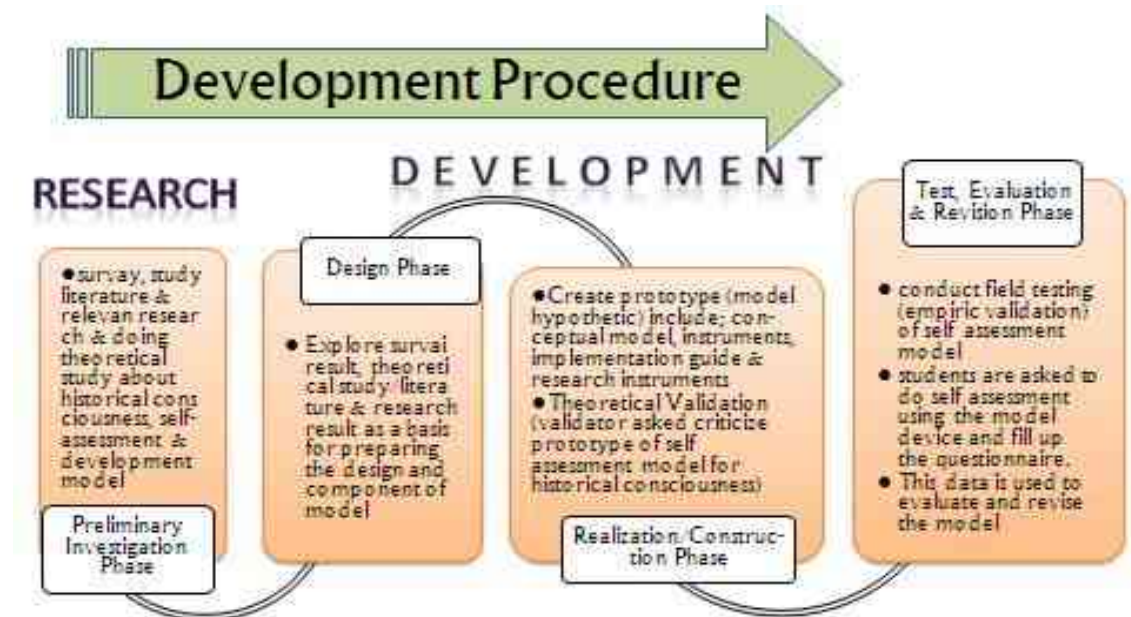 Development Procedure
RESEARCH
DEVELOPMENT
●survay, study
literature &
relevan resear
ch & doing
theoretical
study about
historical cons
ciousness, self-
assessment &
development
model
Preliminary
Investigation
Phase
Design Phase
● Explore survai
result, theoreti
cal study/litera
ture & research
result as a basis
for preparing
the design and
component of
model
●Create prototype (model
hypothetic) include; con-
ceptual model, instruments,
implementation guide &
research instruments
●Theoretical Validation
(validator asked criticize
prototype of self
assessment model for
historical consciousness)
Realization/Construc-
tion Phase
Test, Evaluation
& Revision Phase
● conduct field testing
(empiric validation)
of self assessment
model
● students are asked to
do self assessment
using the model
device and fill up
the questionnaire.
● This data is used to
evaluate and revise
the model